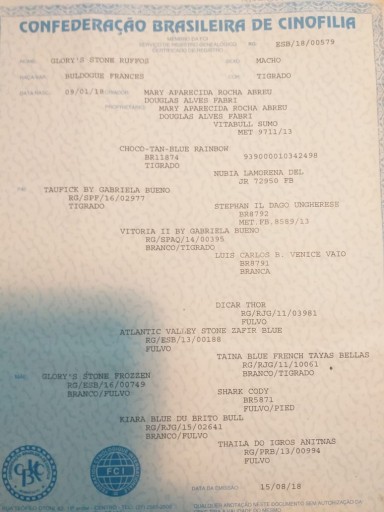 CONFEDERAÇÃO BRASILEIRA DE CINOFILIA
ESB/18/00579
GLORY'S STONE RUFFOS MACHO
BULDOGUE FRANCES TIGRADO
09/01/18 MARY APARECIDA ROCHA ABREU
DOUGLAS ALVES FABRI
MARY APARECIDA ROCHA ABREU
DOUGLAS ALVES FABRI
VITABULL SUMO
MET 9711/13
CHOCO-TAN-BLUE RAINBOW
BR11874 939000010342498
TIGRADO
NUBIA LAMORENA DEL
JR 72950 FB
TAUFICK BY GABRIELA BUENO
RG/SPF/16/02977
TIGRADO
STEPHAN IL DAGO UNGHERESE
BR8792
MET.FB.8589/13
VITORIA II BY GABRIELA BUENO
RG/SPAQ/14/00395
BRANCO/TIGRADO
LUIS CARLOS B. VENICE VAIO
BR8791
BRANCA
DICAR THOR
RG/RJG/11/03981
FULVO
ATLANTIC VALLEY STONE ZAFIR BLUE
RG/ESB/13/00188
FULVO
TAINA BLUE FRENCH TAYAS BELLAS
RG/RJG/11/10061
BRANCO/TIGRADO
GLORY'S STONE FROZZEN
RG/ESB/16/00749
BRANCO/FULVO
SHARK CODY
BR5871
FULVO/PIED
KIARA BLUE DU BRITO BULL
RG/RJG/15/02641
BRANCO/FULVO
THAILA DO IGROS ANITNAS
RG/PRB/13/00994
FULVO
CBKC
FCI
DATA DA EMISSÃO 15/09/18